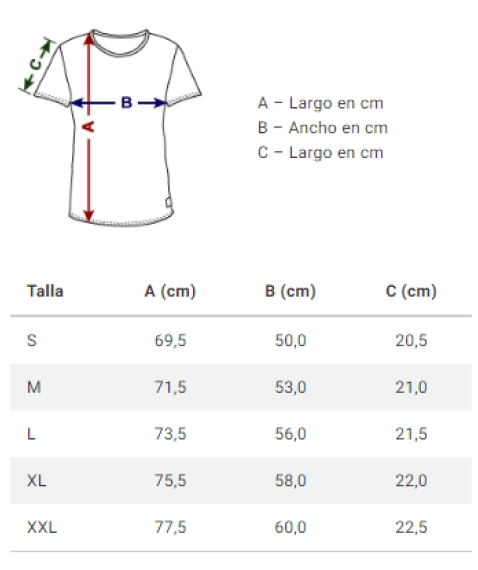 C
B
A
A – Largo en cm
B – Ancho en cm
C – Largo en cm
Talla A (cm) B (cm) C (cm)
S 69,5 50,0 20,5
M 71,5 53,0 21,0
L 73,5 56,0 21,5
XL 75,5 58,0 22,0
XXL 77,5 60,0 22,5